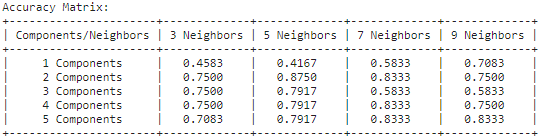 Accuracy Matrix:
+----------------------+-------------+-------------+-------------+-------------+
| Components/Neighbors | 3 Neighbors | 5 Neighbors | 7 Neighbors | 9 Neighbors |
+----------------------+-------------+-------------+-------------+-------------+
| 1 Components | 0.4583 | 0.4167 | 0.5833 | 0.7083 |
| 2 Components | 0.7500 | 0.8750 | 0.8333 | 0.7500 |
| 3 Components | 0.7500 | 0.7917 | 0.5833 | 0.5833 |
| 4 Components | 0.7500 | 0.7917 | 0.8333 | 0.7500 |
| 5 Components | 0.7083 | 0.7917 | 0.8333 | 0.8333 |
+----------------------+-------------+-------------+-------------+-------------+